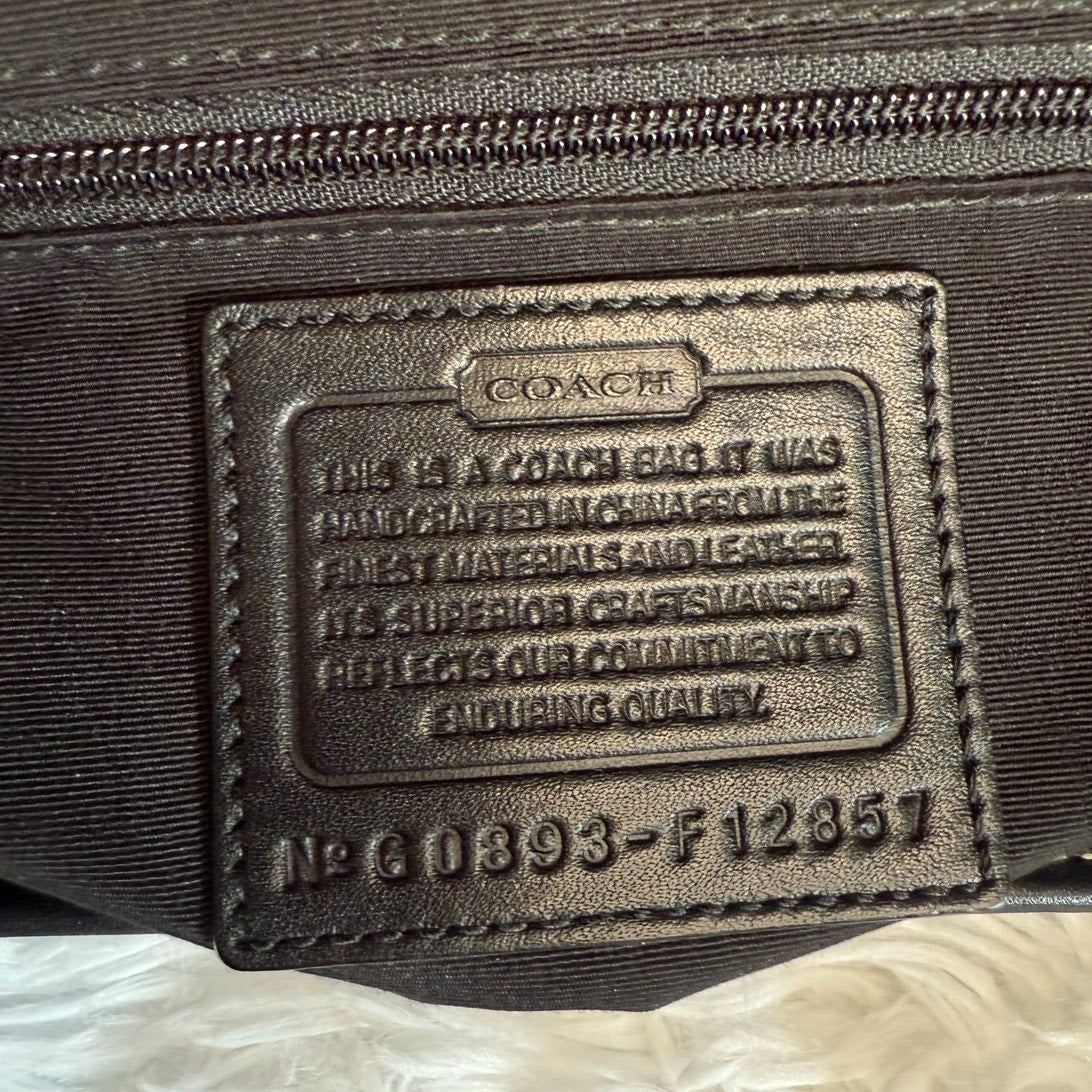 COACH
THIS IS A COACH BAG. IT WAS
HANDCRAFTED IN CHINA FROM THE
FINEST MATERIALS AND LEATHER.
ITS SUPERIOR CRAFTSMANSHIP
REFLECTS OUR COMMITMENT TO
ENDURING QUALITY.
Nº G0893-F12857